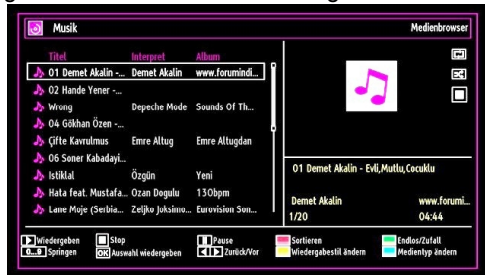 Musik
Medienbrowser
Titel Interpret Album
01 Demet Akalin -... Demet Akalin www.forumindi...
02 Hande Yener -...
Wrong Depeche Mode Sounds Of Th...
04 Gökhan Özen -...
Çifte Kavrulmus Emre Altug Emre Altugdan
06 Soner Kabadayi...
Istiklal Özgün Yeni
Hata feat. Mustafa... Ozan Dogulu 130bpm
Lane Moje (Serbia... Zeljko Joksimo... Eurovision Son...
01 Demet Akalin - Evli,Mutlu,Cocuklu
Demet Akalin www.forumi...
1/20 04:44
Wiedergeben Stop Pause Sortieren Endlos/Zufall
0...9 Springen OK Auswahl wiedergeben Zurück/Vor Wiedergabestil ändern Medientyp ändern